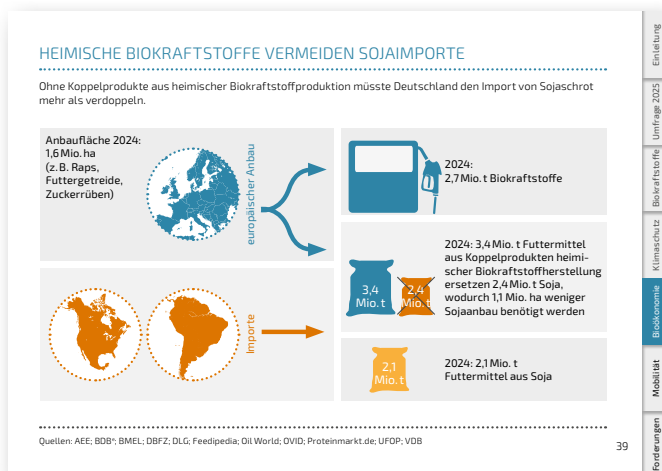 HEIMISCHE BIOKRAFTSTOFFE VERMEIDEN SOJAIMPORTE
Ohne Koppelprodukte aus heimischer Biokraftstoffproduktion müsste Deutschland den Import von Sojaschrot
mehr als verdoppeln.
Anbaufläche 2024:
1,6 Mio. ha
(z. B. Raps,
Futtergetreide,
Zuckerrüben)
europäischer Anbau
2024:
2,7 Mio. t Biokraftstoffe
3,4
Mio. t
2,4
Mio. t
2024: 3,4 Mio. t Futtermittel
aus Koppelprodukten heimi-
scher Biokraftstoffherstellung
ersetzen 2,4 Mio. t Soja,
wodurch 1,1 Mio. ha weniger
Sojaanbau benötigt werden
Importe
2,1
Mio. t
2024: 2,1 Mio. t
Futtermittel aus Soja
Quellen: AEE; BDBᵉ; BMEL; DBFZ; DLG; Feedipedia; Oil World; OVID; Proteinmarkt.de; UFOP; VDB
39
Einleitung
Umfrage 2025
Biokraftstoffe
Klimaschutz
Bioökonomie
Mobilität